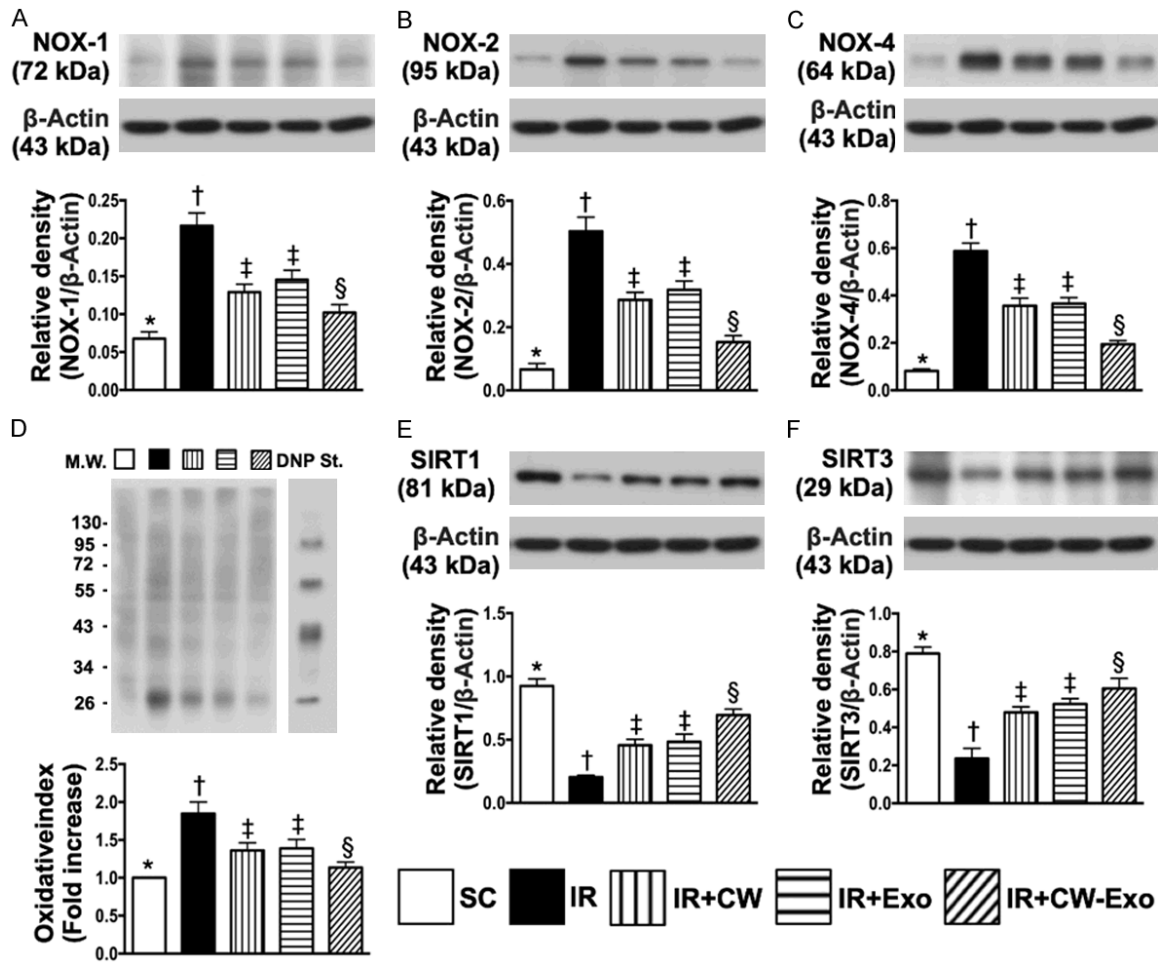 A
NOX-1
(72 kDa)
β-Actin
(43 kDa)
Relative density
(NOX-1/β-Actin)
0.25
0.20
0.15
0.10
0.05
0.00
*
†
‡
‡
§
B
NOX-2
(95 kDa)
β-Actin
(43 kDa)
Relative density
(NOX-2/β-Actin)
0.6
0.4
0.2
0.0
*
†
‡
‡
§
C
NOX-4
(64 kDa)
β-Actin
(43 kDa)
Relative density
(NOX-4/β-Actin)
0.8
0.6
0.4
0.2
0.0
*
†
‡
‡
§
D
M.W.
DNP St.
130-
95 -
72 -
55 -
43 -
34 -
26 -
Oxidativeindex
(Fold increase)
2.5
2.0
1.5
1.0
0.5
0.0
*
†
‡
‡
§
E
SIRT1
(81 kDa)
β-Actin
(43 kDa)
Relative density
(SIRT1/β-Actin)
1.5
1.0
0.5
0.0
*
†
‡
‡
§
F
SIRT3
(29 kDa)
β-Actin
(43 kDa)
Relative density
(SIRT3/β-Actin)
1.0
0.8
0.6
0.4
0.2
0.0
*
†
‡
‡
§
SC IR IR+CW IR+Exo IR+CW-Exo